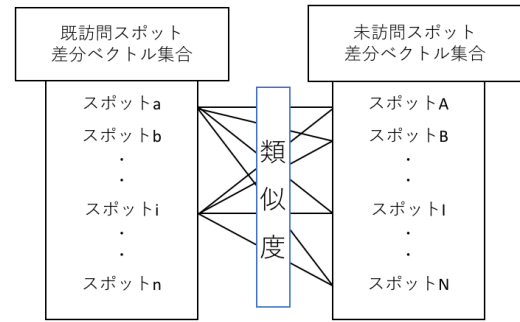 既訪問スポット
差分ベクトル集合
スポットa
スポットb
・
・
スポットi
・
・
スポットn
類似度
未訪問スポット
差分ベクトル集合
スポットA
スポットB
・
・
スポットI
・
・
スポットN